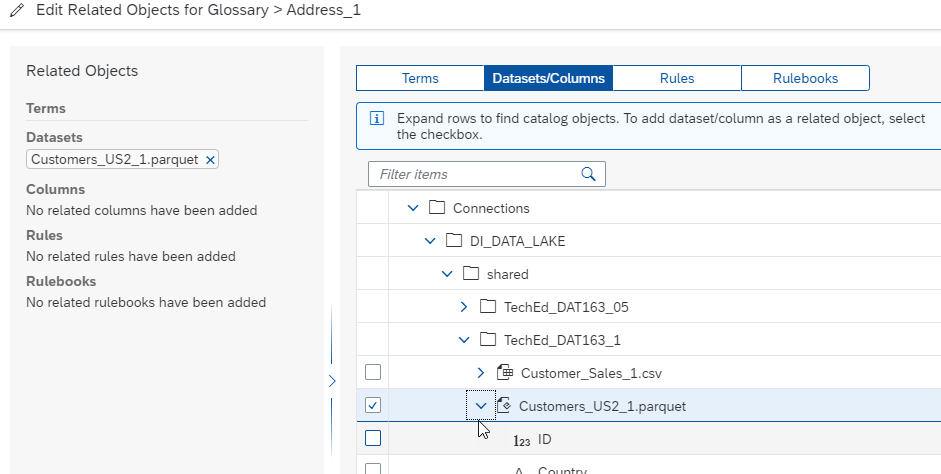 Edit Related Objects for Glossary > Address_1
Related Objects
Terms
Datasets
Customers_US2_1.parquet ×
Columns
No related columns have been added
Rules
No related rules have been added
Rulebooks
No related rulebooks have been added
Terms
Datasets/Columns
Rules
Rulebooks
Expand rows to find catalog objects. To add dataset/column as a related object, select
the checkbox.
Filter items
Connections
DI_DATA_LAKE
shared
TechEd_DAT163_05
TechEd_DAT163_1
Customer_Sales_1.csv
Customers_US2_1.parquet
123 ID
A Country